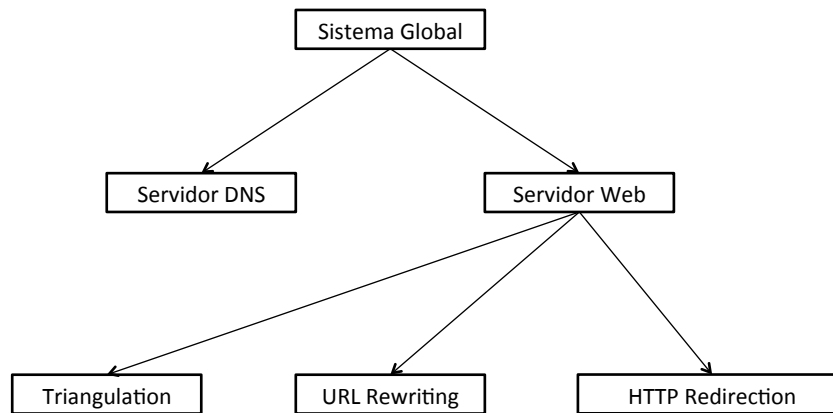 Sistema Global
Servidor DNS
Servidor Web
Triangulation
URL Rewriting
HTTP Redirection